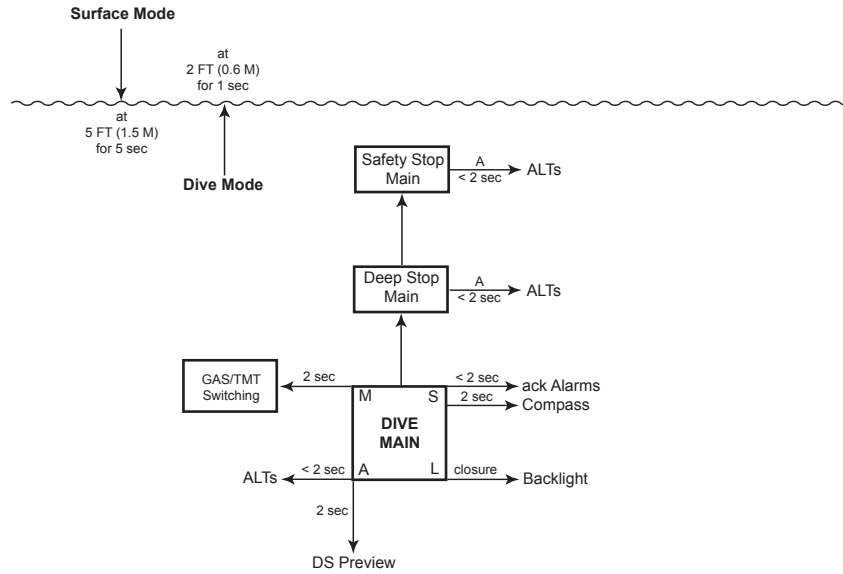 Surface Mode
at
2 FT (0.6 M)
for 1 sec
at
5 FT (1.5 M)
for 5 sec
Dive Mode
Safety Stop
Main
A
< 2 sec
ALTs
Deep Stop
Main
A
< 2 sec
ALTs
GAS/TMT
Switching
2 sec
M
S
< 2 sec
ack Alarms
2 sec
Compass
DIVE
MAIN
ALTs
< 2 sec
A
L
closure
Backlight
2 sec
DS Preview